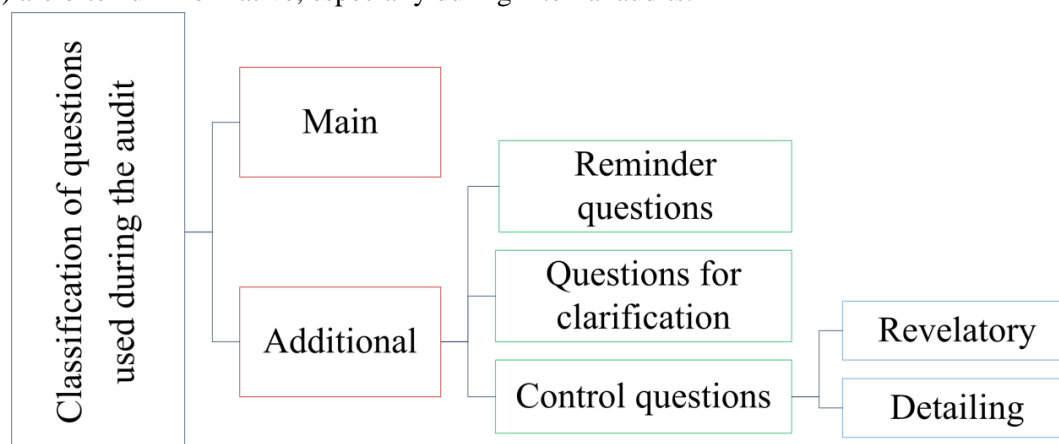 Classification of questions
used during the audit
Main
Additional
Reminder
questions
Questions for
clarification
Control questions
Revelatory
Detailing